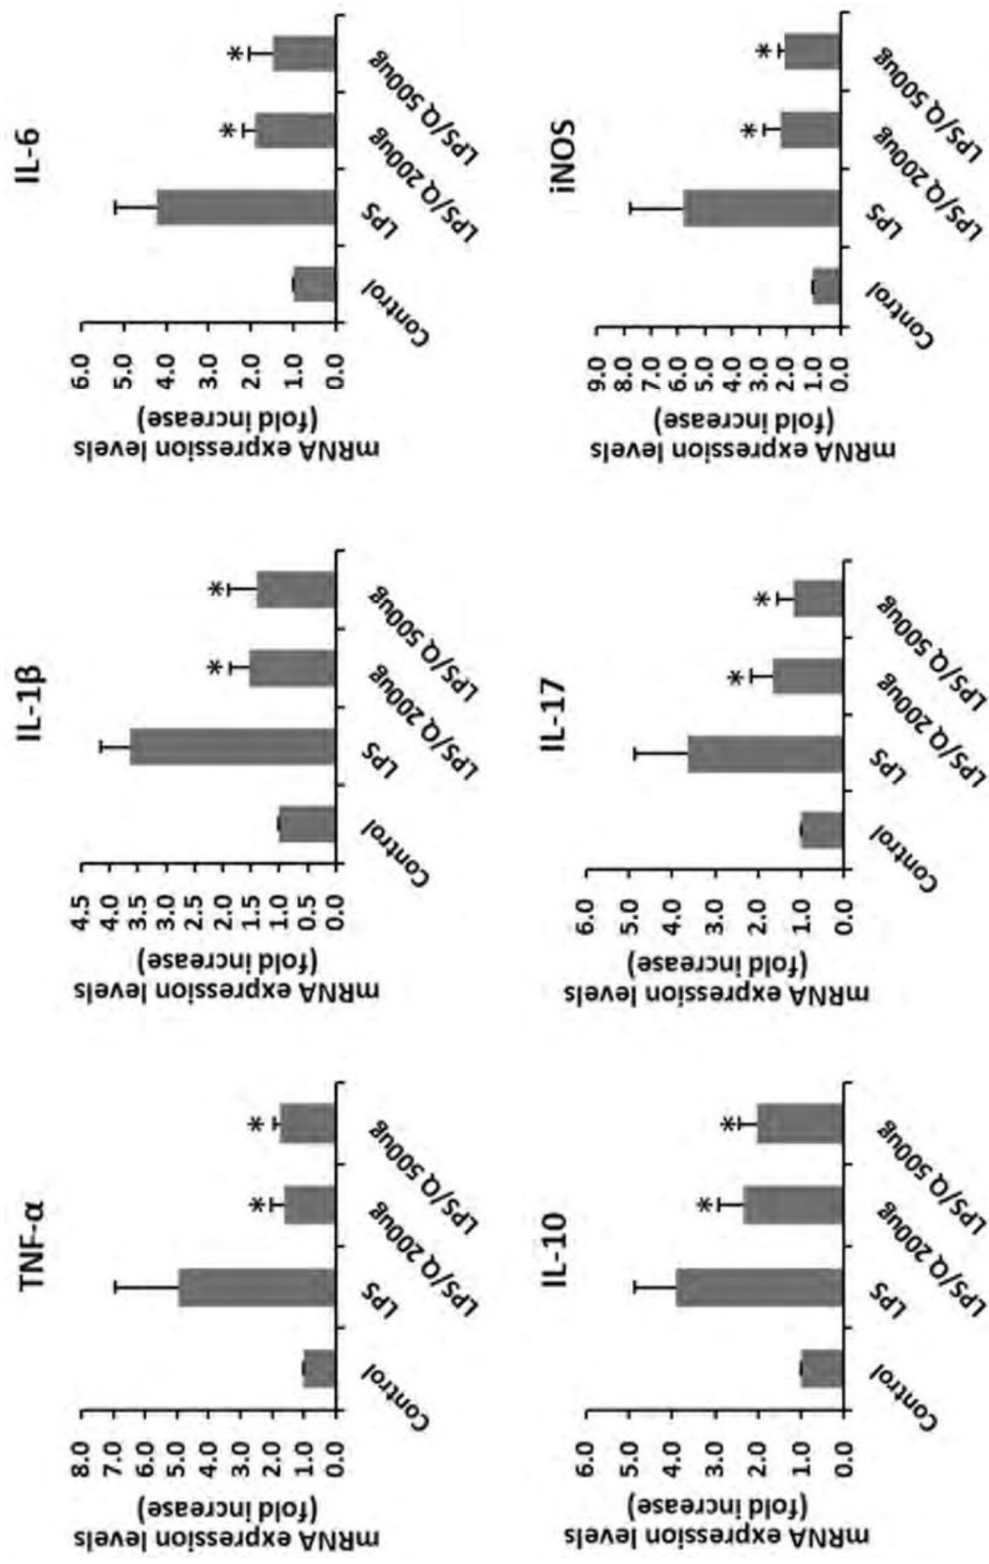 TNF-α
mRNA expression levels
(fold increase)
8.0
7.0
6.0
5.0
4.0
3.0
2.0
1.0
0.0
*
*
Control
LPS
LPS/Q 200ug
LPS/Q 500ug
IL-1β
mRNA expression levels
(fold increase)
4.5
4.0
3.5
3.0
2.5
2.0
1.5
1.0
0.5
0.0
*
*
Control
LPS
LPS/Q 200ug
LPS/Q 500ug
IL-6
mRNA expression levels
(fold increase)
6.0
5.0
4.0
3.0
2.0
1.0
0.0
*
*
Control
LPS
LPS/Q 200ug
LPS/Q 500ug
IL-10
mRNA expression levels
(fold increase)
6.0
5.0
4.0
3.0
2.0
1.0
0.0
*
*
Control
LPS
LPS/Q 200ug
LPS/Q 500ug
IL-17
mRNA expression levels
(fold increase)
6.0
5.0
4.0
3.0
2.0
1.0
0.0
*
*
Control
LPS
LPS/Q 200ug
LPS/Q 500ug
iNOS
mRNA expression levels
(fold increase)
9.0
8.0
7.0
6.0
5.0
4.0
3.0
2.0
1.0
0.0
*
*
Control
LPS
LPS/Q 200ug
LPS/Q 500ug